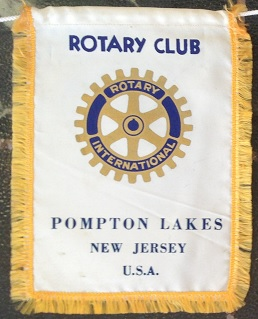 ROTARY CLUB
ROTARY
INTERNATIONAL
POMPTON LAKES
NEW JERSEY
U.S.A.